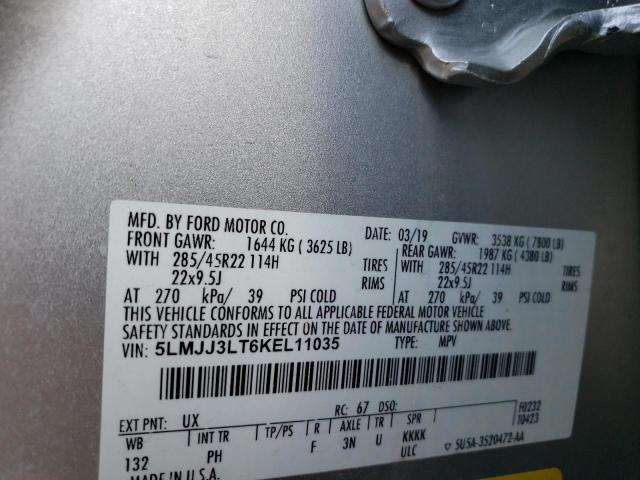 MFD. BY FORD MOTOR CO.
DATE: 03/19 GVWR: 3538 KG ( 7800 LB)
FRONT GAWR: 1644 KG ( 3625 LB)
REAR GAWR: 1987 KG ( 4380 LB)
WITH 285/45R22 114H TIRES
WITH 285/45R22 114H TIRES
22x9.5J RIMS
22x9.5J RIMS
AT 270 kPa/ 39 PSI COLD
AT 270 kPa/ 39 PSI COLD
THIS VEHICLE CONFORMS TO ALL APPLICABLE FEDERAL MOTOR VEHICLE
SAFETY STANDARDS IN EFFECT ON THE DATE OF MANUFACTURE SHOWN ABOVE.
VIN: 5LMJJ3LT6KEL11035
TYPE: MPV
EXT PNT: UX RC: 67 DSO:
WB INT TR TP/PS R AXLE TR SPR
132 PH F 3N U KKKK
ULC
F0232
T0423
5U5A-3520472-AA
MADE IN U.S.A.